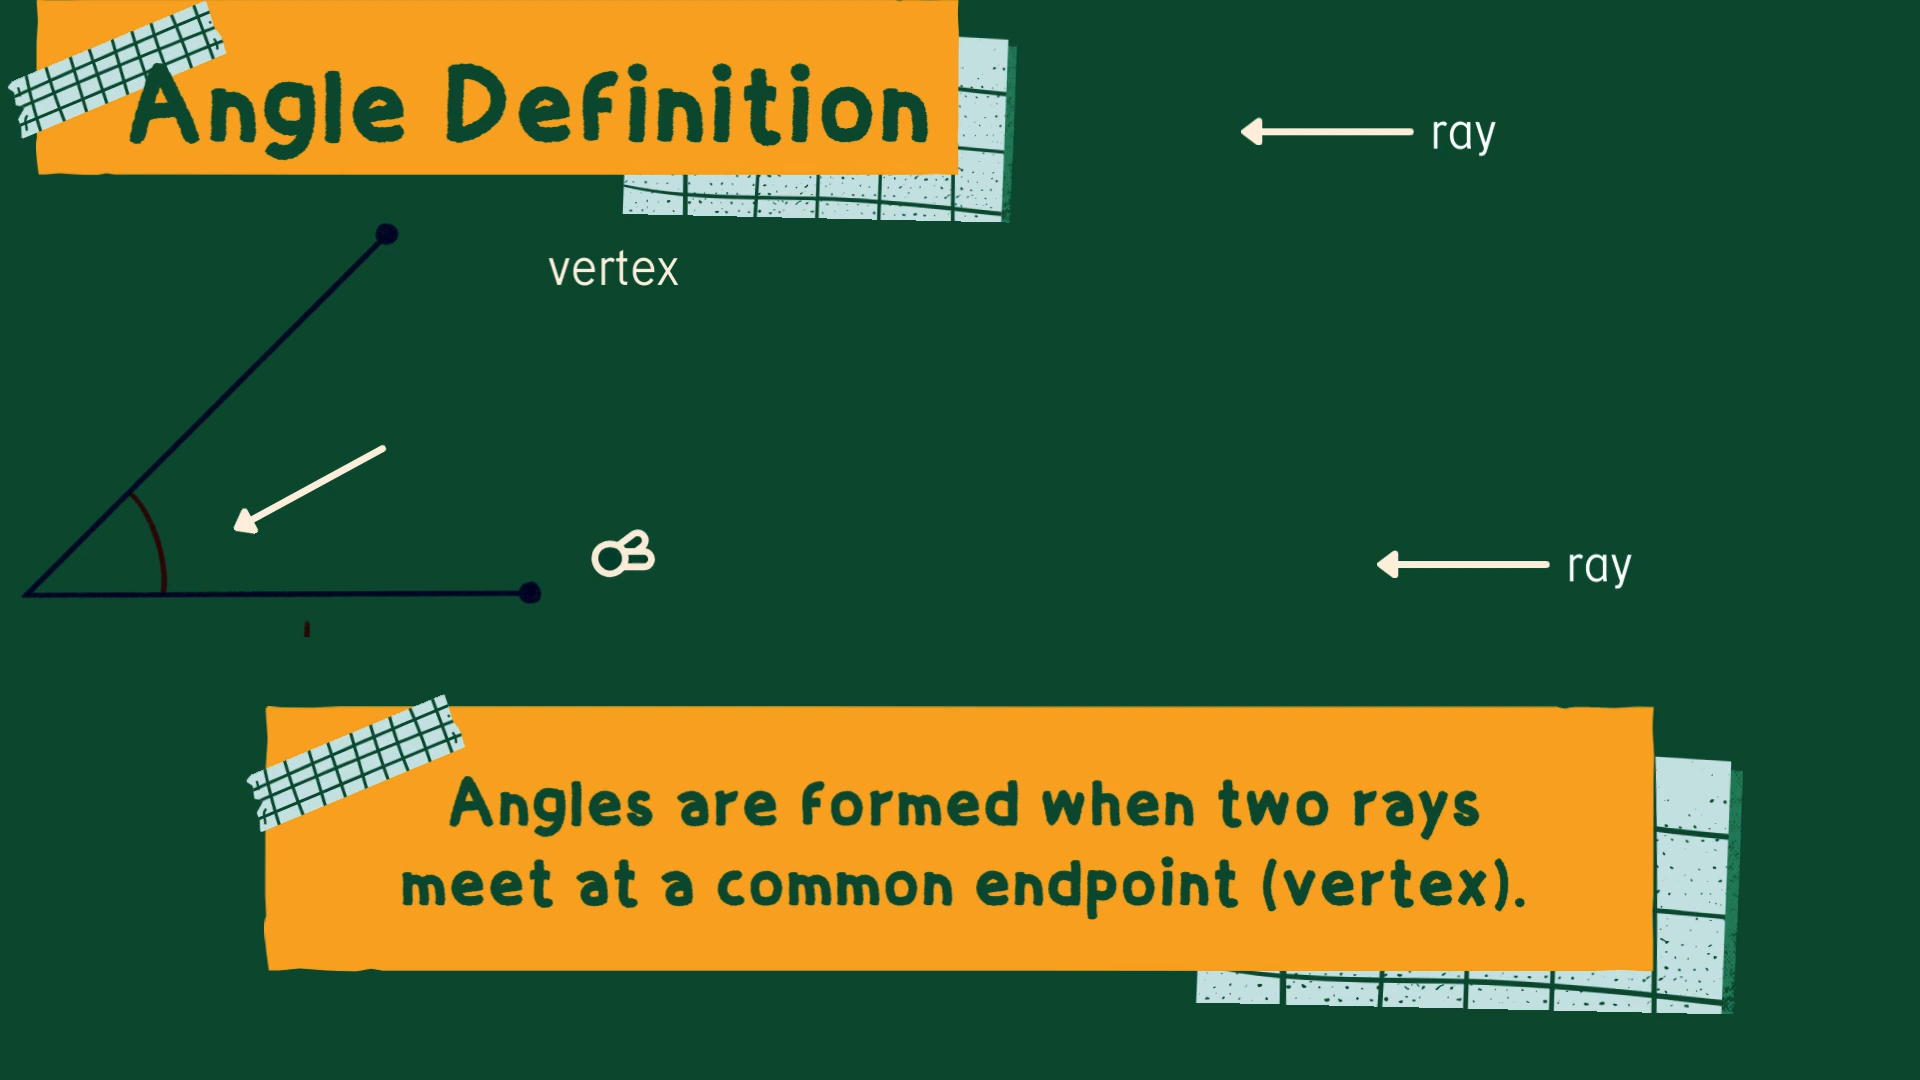 Angle Definition
ray
vertex
ray
Angles are formed when two rays
meet at a common endpoint (vertex).